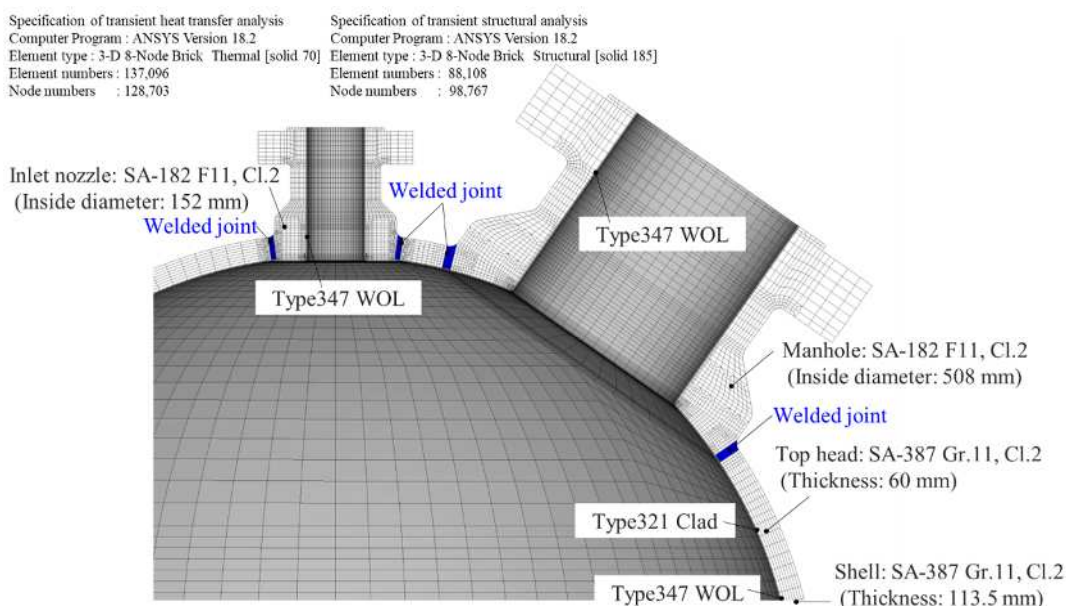 Specification of transient heat transfer analysis
Computer Program : ANSYS Version 18.2
Element type : 3-D 8-Node Brick Thermal [solid 70]
Element numbers : 137,096
Node numbers : 128,703
Specification of transient structural analysis
Computer Program : ANSYS Version 18.2
Element type : 3-D 8-Node Brick Structural [solid 185]
Element numbers : 88,108
Node numbers : 98,767
Inlet nozzle: SA-182 F11, Cl.2
(Inside diameter: 152 mm)
Welded joint
Welded joint
Type347 WOL
Type347 WOL
Manhole: SA-182 F11, Cl.2
(Inside diameter: 508 mm)
Welded joint
Top head: SA-387 Gr.11, Cl.2
(Thickness: 60 mm)
Type321 Clad
Type347 WOL
Shell: SA-387 Gr.11, Cl.2
(Thickness: 113.5 mm)